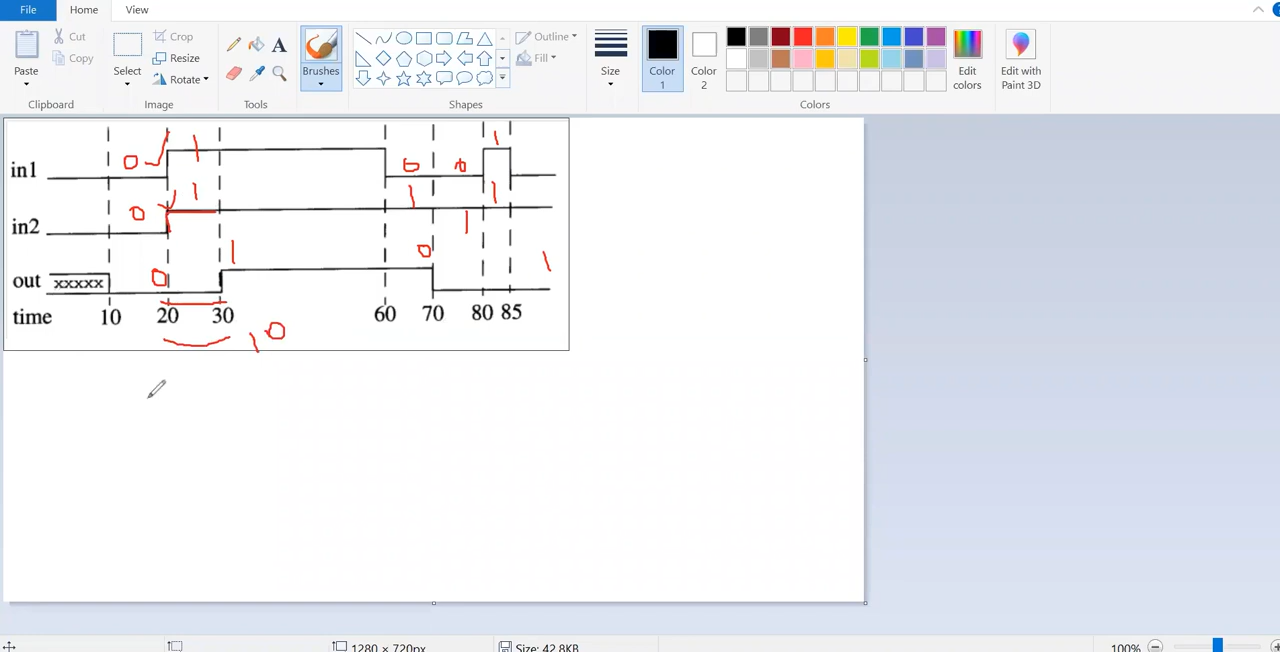 File Home View
Paste Cut Copy Select Crop Resize Rotate Brushes Outline Fill Size Color 1 Color 2 Edit colors Edit with Paint 3D
Clipboard Image Tools Shapes Colors
in1 0 1 0 0 1
in2 0 1 1 1 1
out xxxxx 0 1 0 1
time 10 20 30 60 70 80 85
10
1280 × 720px Size: 42.8KB 100%